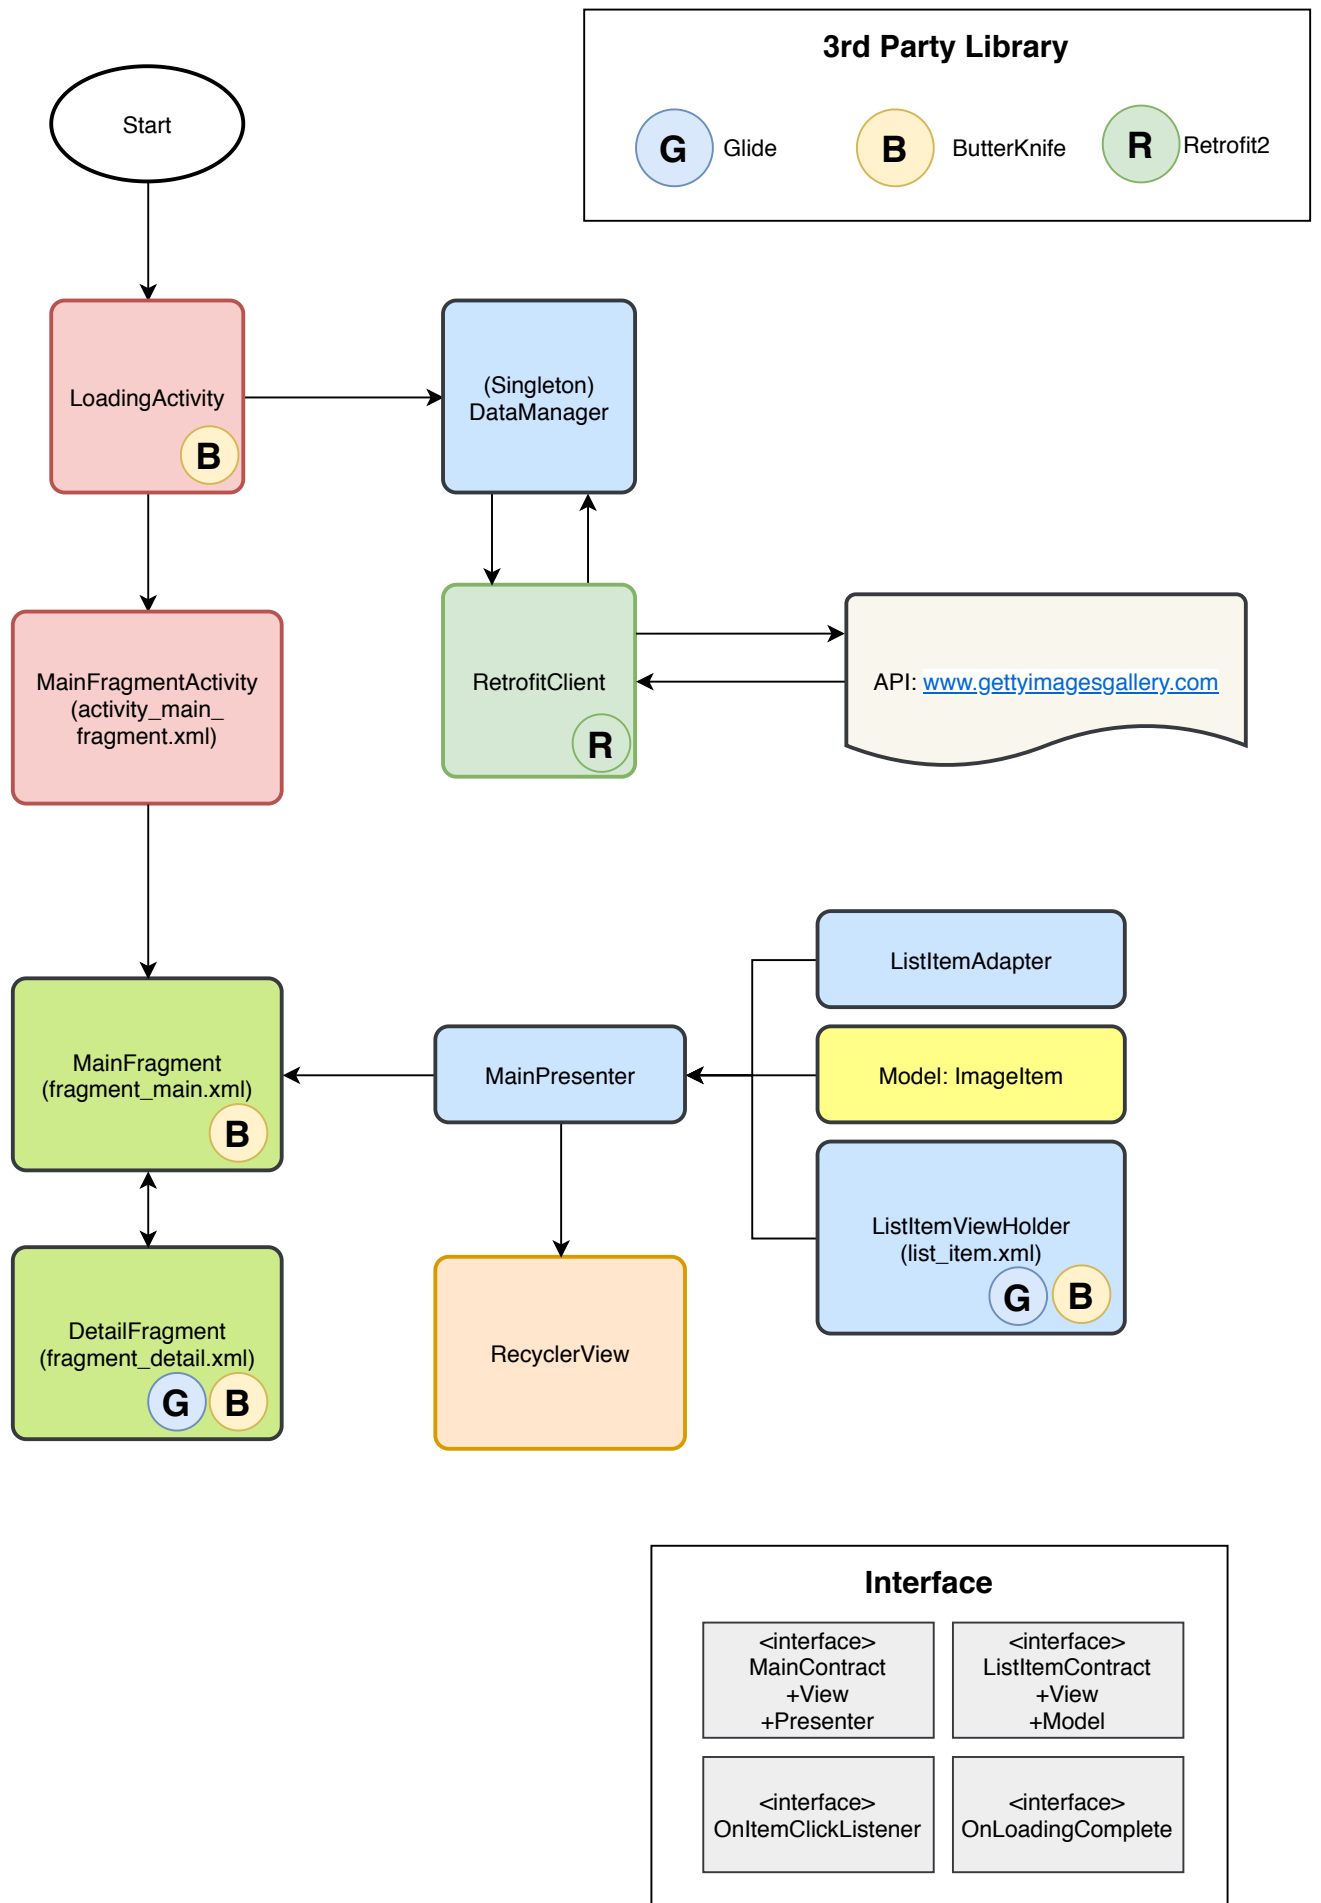 3rd Party Library
G Glide
B ButterKnife
R Retrofit2
Start
LoadingActivity
B
(Singleton)
DataManager
MainFragmentActivity
(activity_main_
fragment.xml)
RetrofitClient
R
API: www.gettyimagesgallery.com
ListItemAdapter
MainFragment
(fragment_main.xml)
B
MainPresenter
Model: ImageItem
ListItemViewHolder
(list_item.xml)
G B
DetailFragment
(fragment_detail.xml)
G B
RecyclerView
Interface
<interface>
MainContract
+View
+Presenter
<interface>
ListItemContract
+View
+Model
<interface>
OnItemClickListener
<interface>
OnLoadingComplete